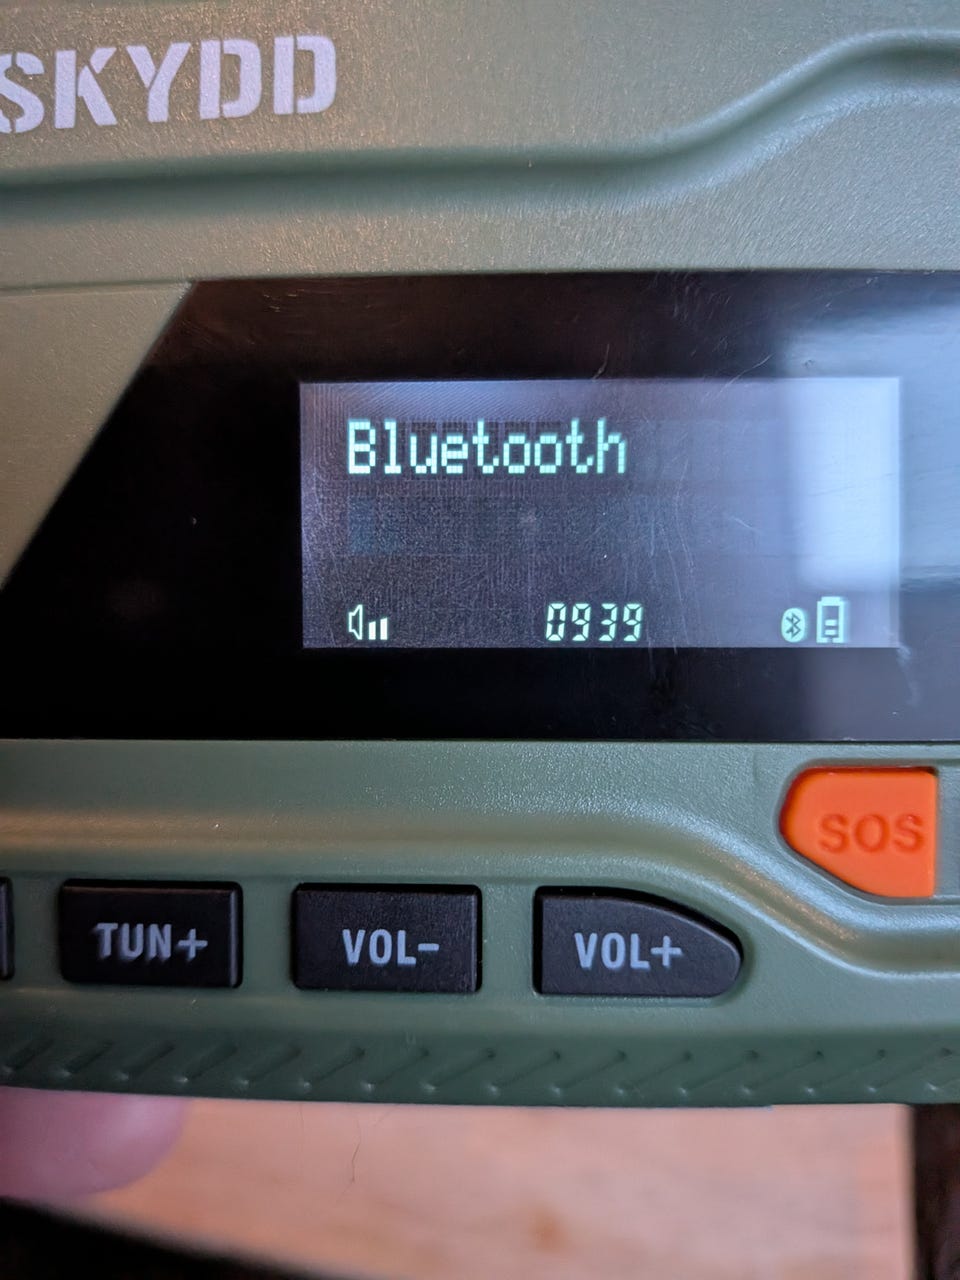 SKYDD
Bluetooth
0939
SOS
TUN+
VOL-
VOL+